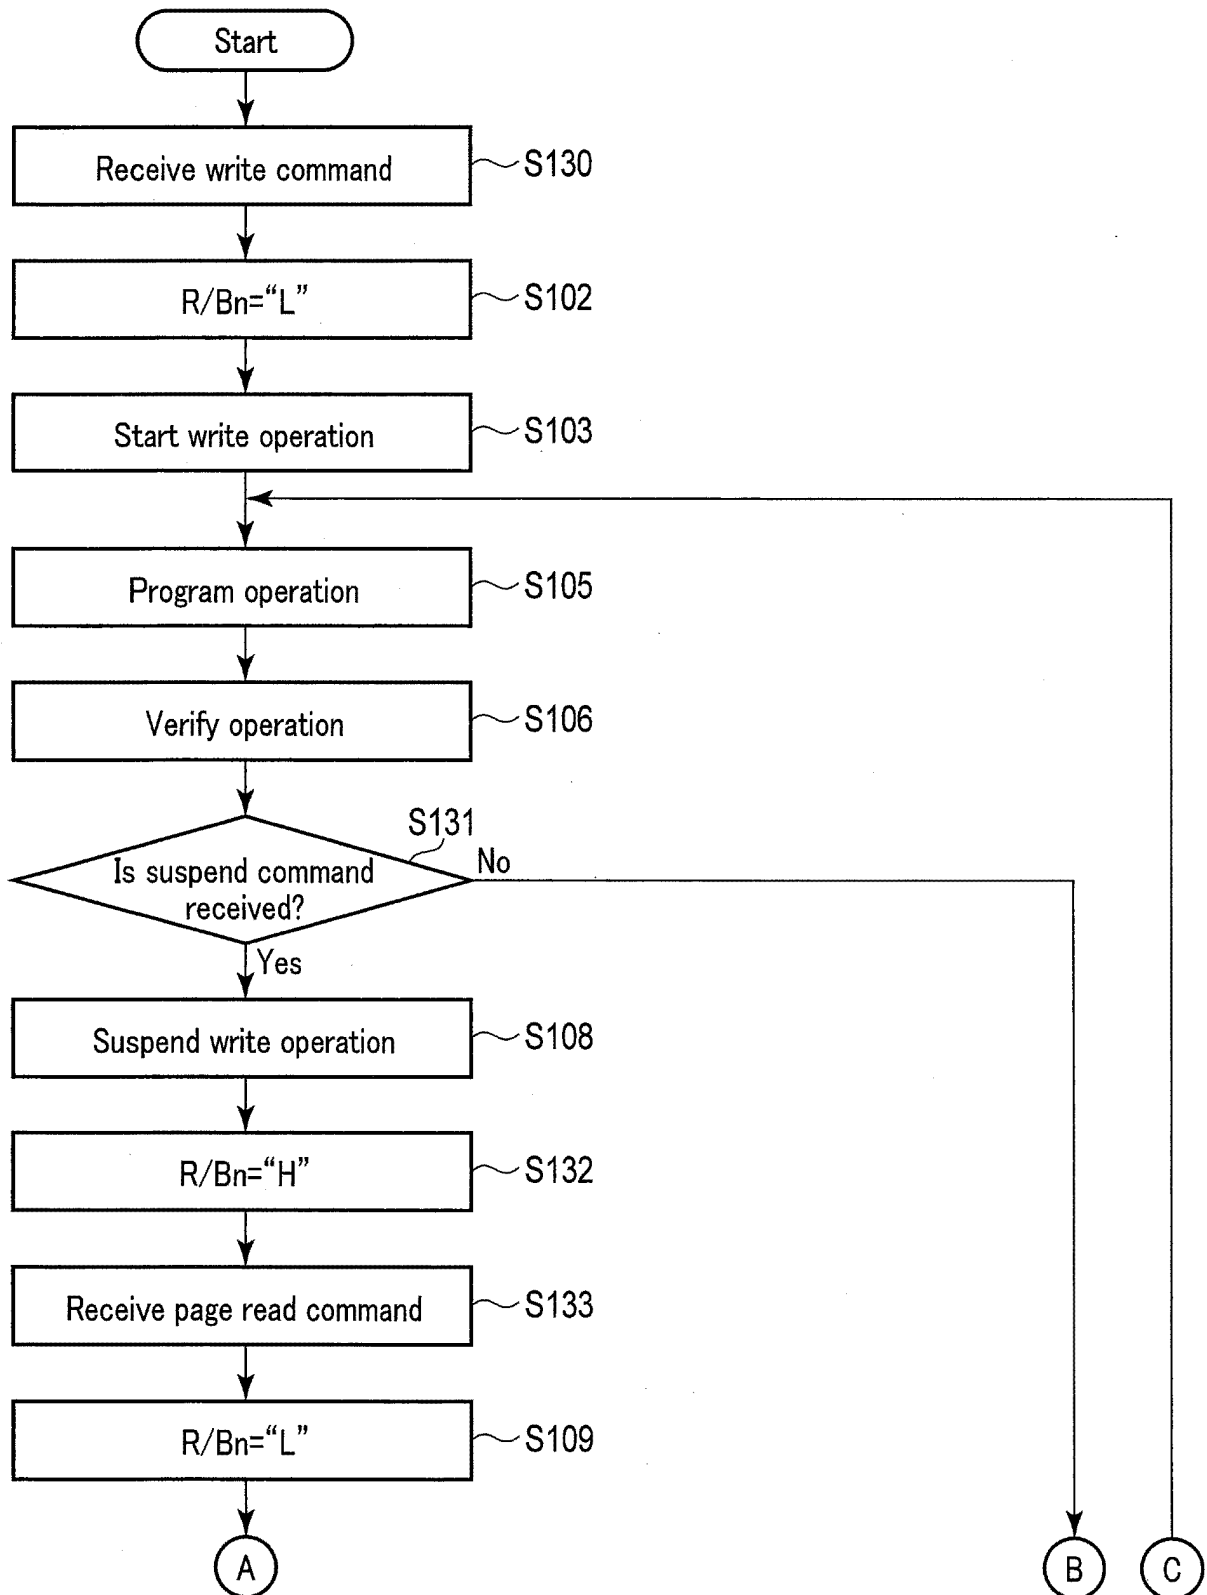 Start
Receive write command
S130
R/Bn=“L”
S102
Start write operation
S103
Program operation
S105
Verify operation
S106
S131
Is suspend command
received?
No
Yes
Suspend write operation
S108
R/Bn=“H”
S132
Receive page read command
S133
R/Bn=“L”
S109
A
B
C